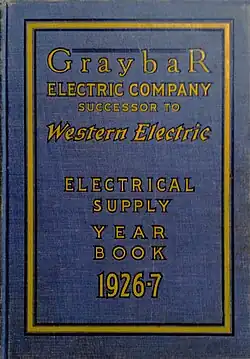 GraybaR
ELECTRIC COMPANY
SUCCESSOR TO
Western Electric
ELECTRICAL
SUPPLY
YEAR
BOOK
1926-7